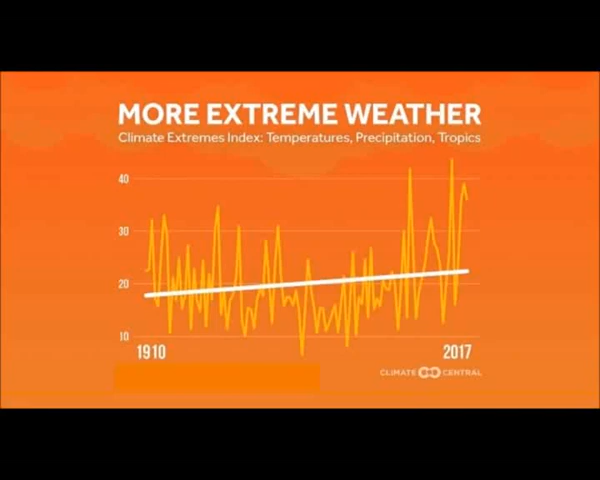 MORE EXTREME WEATHER
Climate Extremes Index: Temperatures, Precipitation, Tropics
40
30
20
10
1910 2017
CLIMATE CENTRAL